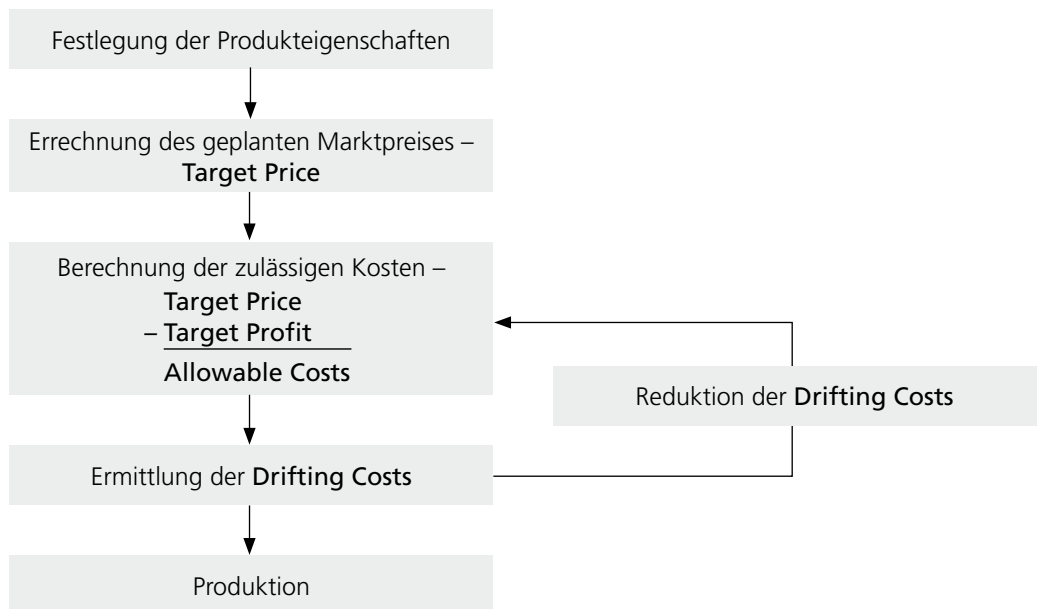 Festlegung der Produkteigenschaften
Errechnung des geplanten Marktpreises –
Target Price
Berechnung der zulässigen Kosten –
Target Price
– Target Profit
Allowable Costs
Reduktion der Drifting Costs
Ermittlung der Drifting Costs
Produktion